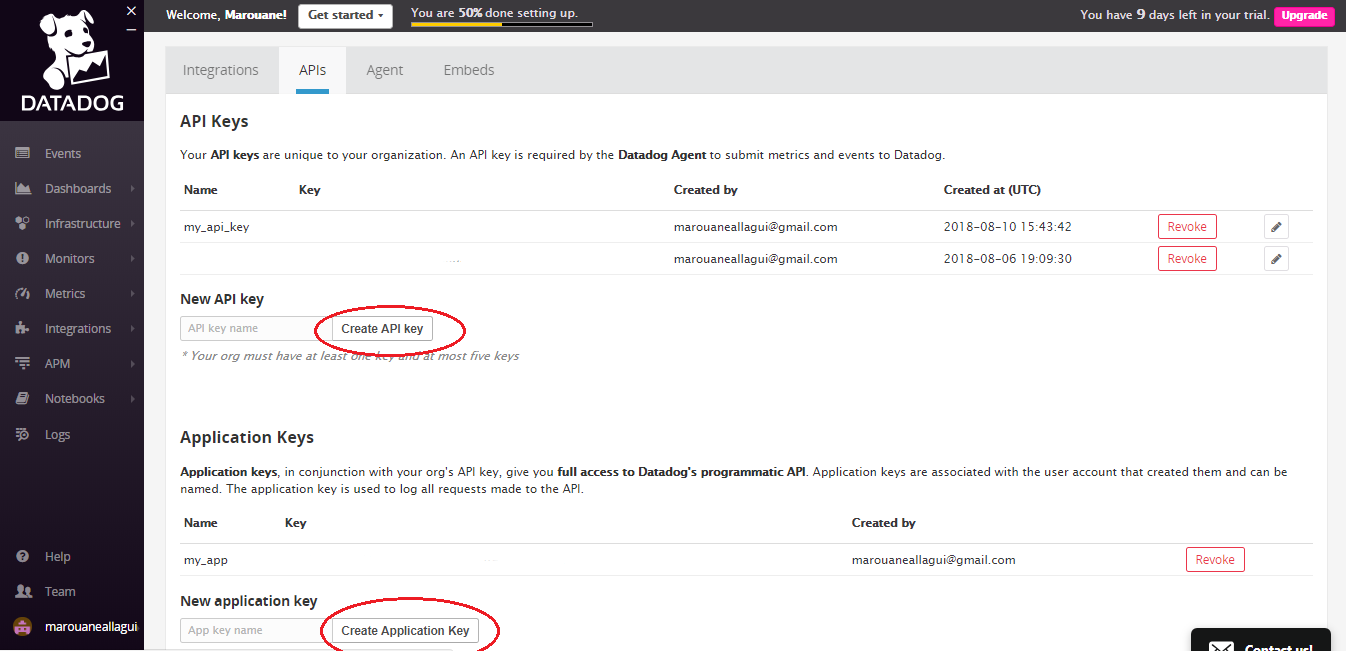 Welcome, Marouane! Get started You are 50% done setting up. You have 9 days left in your trial. Upgrade
DATADOG
Events
Dashboards
Infrastructure
Monitors
Metrics
Integrations
APM
Notebooks
Logs
Help
Team
marouaneallagui
Integrations APIs Agent Embeds
API Keys
Your API keys are unique to your organization. An API key is required by the Datadog Agent to submit metrics and events to Datadog.
Name Key Created by Created at (UTC)
my_api_key marouaneallagui@gmail.com 2018-08-10 15:43:42 Revoke
marouaneallagui@gmail.com 2018-08-06 19:09:30 Revoke
New API key
API key name Create API key
* Your org must have at least one key and at most five keys
Application Keys
Application keys, in conjunction with your org's API key, give you full access to Datadog's programmatic API. Application keys are associated with the user account that created them and can be
named. The application key is used to log all requests made to the API.
Name Key Created by
my_app marouaneallagui@gmail.com Revoke
New application key
App key name Create Application Key
Contact us!